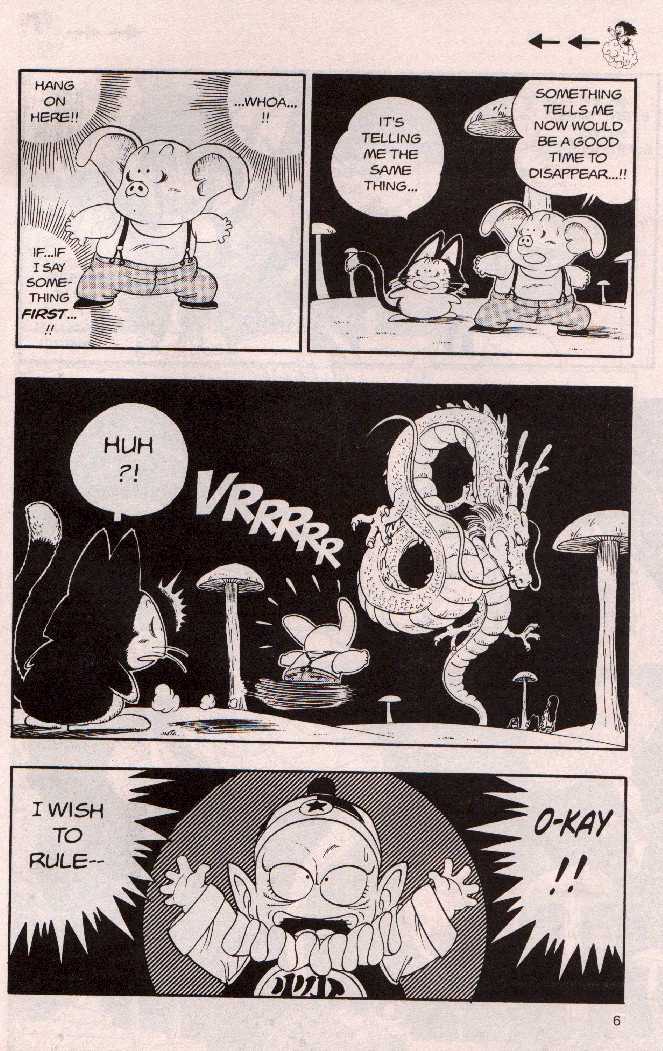 SOMETHING
TELLS ME
NOW WOULD
BE A GOOD
TIME TO
DISAPPEAR...!!
IT'S
TELLING
ME THE
SAME
THING...
...WHOA...
!!
HANG
ON
HERE!!
IF...IF
I SAY
SOME-
THING
FIRST...
!!
HUH
?!
VRRRRRR
O-KAY
!!
I WISH
TO
RULE--
6